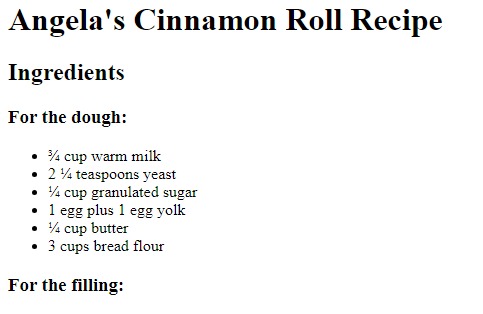 Angela's Cinnamon Roll Recipe
Ingredients
For the dough:
• ¾ cup warm milk
• 2 ¼ teaspoons yeast
• ¼ cup granulated sugar
• 1 egg plus 1 egg yolk
• ¼ cup butter
• 3 cups bread flour
For the filling: